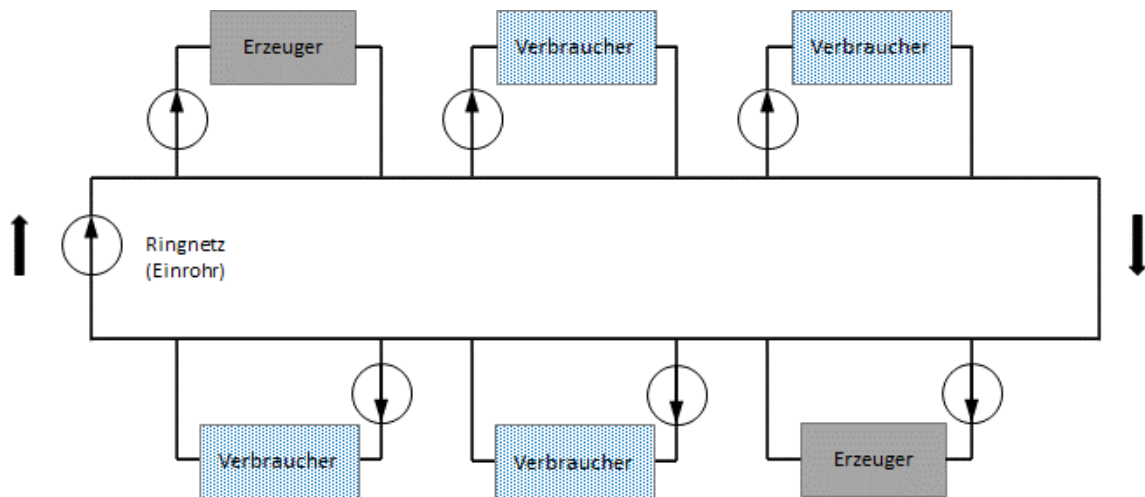 Erzeuger
Verbraucher
Verbraucher
Ringnetz
(Einrohr)
Verbraucher
Verbraucher
Erzeuger